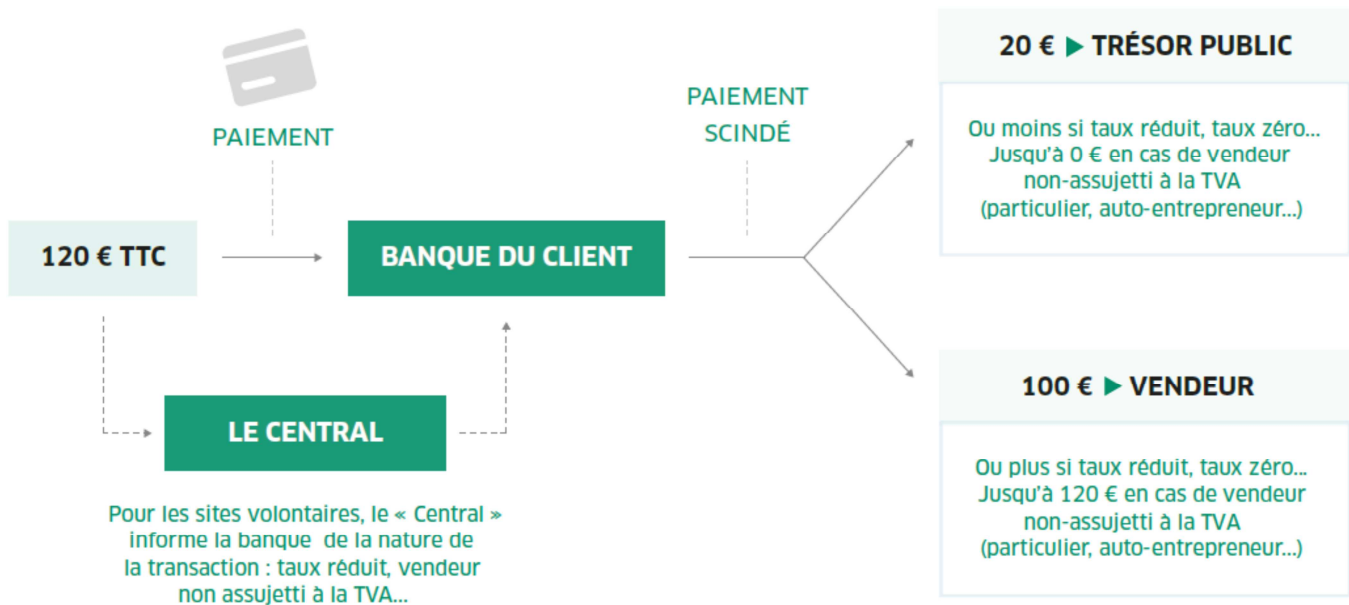 PAIEMENT
120 € TTC
BANQUE DU CLIENT
LE CENTRAL
Pour les sites volontaires, le « Central »
informe la banque de la nature de
la transaction : taux réduit, vendeur
non assujetti à la TVA...
PAIEMENT
SCINDÉ
20 € ▶ TRÉSOR PUBLIC
Ou moins si taux réduit, taux zéro...
Jusqu'à 0 € en cas de vendeur
non-assujetti à la TVA
(particulier, auto-entrepreneur...)
100 € ▶ VENDEUR
Ou plus si taux réduit, taux zéro...
Jusqu'à 120 € en cas de vendeur
non-assujetti à la TVA
(particulier, auto-entrepreneur...)